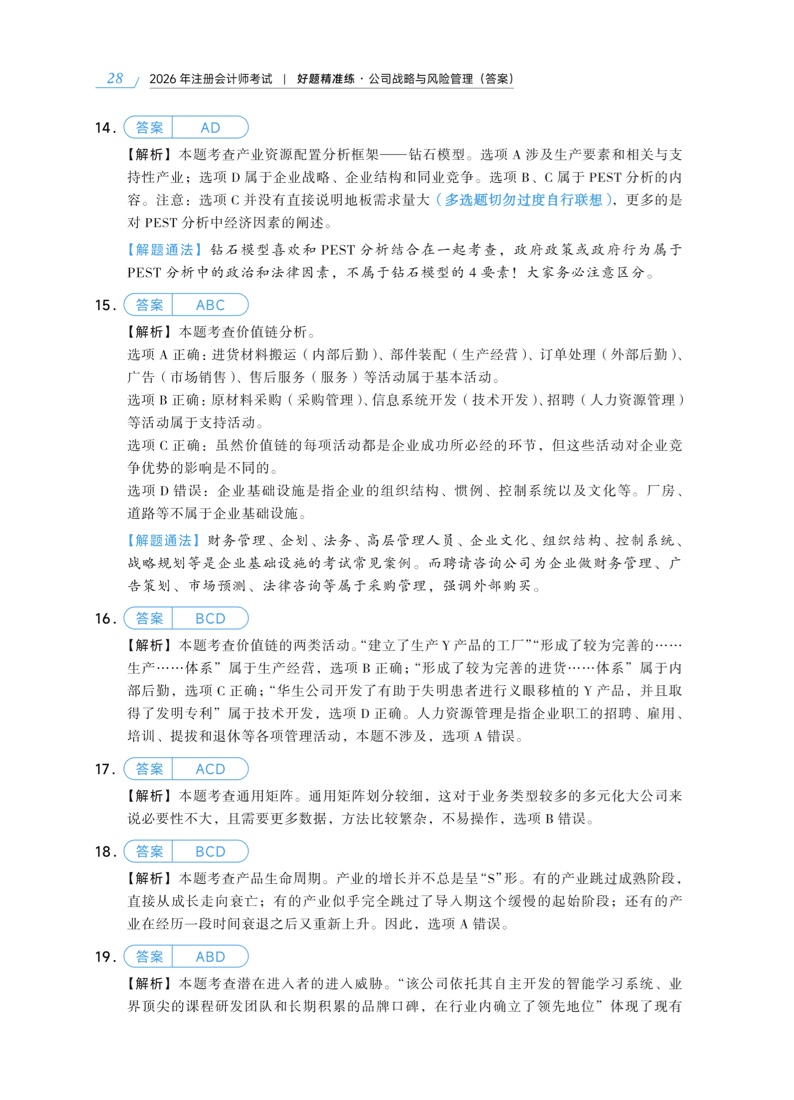 28 2026 年注册会计师考试 | 好题精准练·公司战略与风险管理（答案）
14. 答案 AD
【解析】本题考查产业资源配置分析框架——钻石模型。选项 A 涉及生产要素和相关与支
持性产业；选项 D 属于企业战略、企业结构和同业竞争。选项 B、C 属于 PEST 分析的内
容。注意：选项 C 并没有直接说明地板需求量大（多选题切勿过度自行联想），更多的是
对 PEST 分析中经济因素的阐述。
【解题通法】钻石模型喜欢和 PEST 分析结合在一起考查，政府政策或政府行为属于
PEST 分析中的政治和法律因素，不属于钻石模型的 4 要素！大家务必注意区分。
15. 答案 ABC
【解析】本题考查价值链分析。
选项 A 正确：进货材料搬运（内部后勤）、部件装配（生产经营）、订单处理（外部后勤）、
广告（市场销售）、售后服务（服务）等活动属于基本活动。
选项 B 正确：原材料采购（采购管理）、信息系统开发（技术开发）、招聘（人力资源管理）
等活动属于支持活动。
选项 C 正确：虽然价值链的每项活动都是企业成功所必经的环节，但这些活动对企业竞
争优势的影响是不同的。
选项 D 错误：企业基础设施是指企业的组织结构、惯例、控制系统以及文化等。厂房、
道路等不属于企业基础设施。
【解题通法】财务管理、企划、法务、高层管理人员、企业文化、组织结构、控制系统、
战略规划等是企业基础设施的考试常见案例。而聘请咨询公司为企业做财务管理、广
告策划、市场预测、法律咨询等属于采购管理，强调外部购买。
16. 答案 BCD
【解析】本题考查价值链的两类活动。“建立了生产 Y 产品的工厂”“形成了较为完善的……
生产……体系”属于生产经营，选项 B 正确；“形成了较为完善的进货……体系”属于内
部后勤，选项 C 正确；“华生公司开发了有助于失明患者进行义眼移植的 Y 产品，并且取
得了发明专利”属于技术开发，选项 D 正确。人力资源管理是指企业职工的招聘、雇用、
培训、提拔和退休等各项管理活动，本题不涉及，选项 A 错误。
17. 答案 ACD
【解析】本题考查通用矩阵。通用矩阵划分较细，这对于业务类型较多的多元化大公司来
说必要性不大，且需要更多数据，方法比较繁杂，不易操作，选项 B 错误。
18. 答案 BCD
【解析】本题考查产品生命周期。产业的增长并不总是呈“S”形。有的产业跳过成熟阶段，
直接从成长走向衰亡；有的产业似乎完全跳过了导入期这个缓慢的起始阶段；还有的产
业在经历一段时间衰退之后又重新上升。因此，选项 A 错误。
19. 答案 ABD
【解析】本题考查潜在进入者的进入威胁。“该公司依托其自主开发的智能学习系统、业
界顶尖的课程研发团队和长期积累的品牌口碑，在行业内确立了领先地位”体现了现有